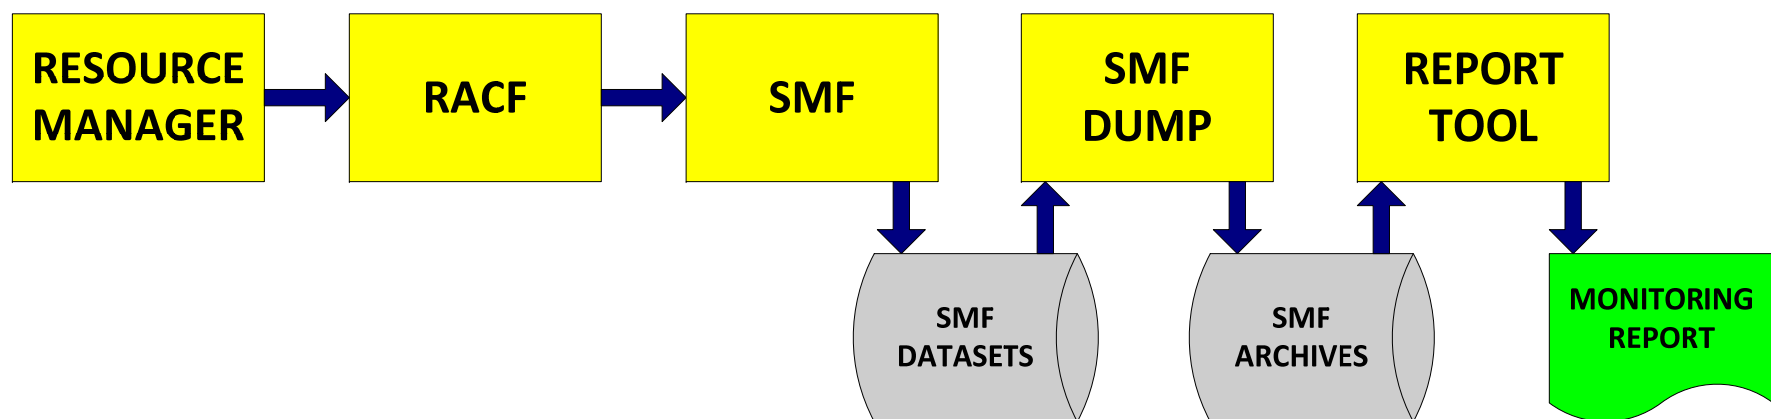 RESOURCE
MANAGER
RACF
SMF
SMF
DUMP
REPORT
TOOL
SMF
DATASETS
SMF
ARCHIVES
MONITORING
REPORT